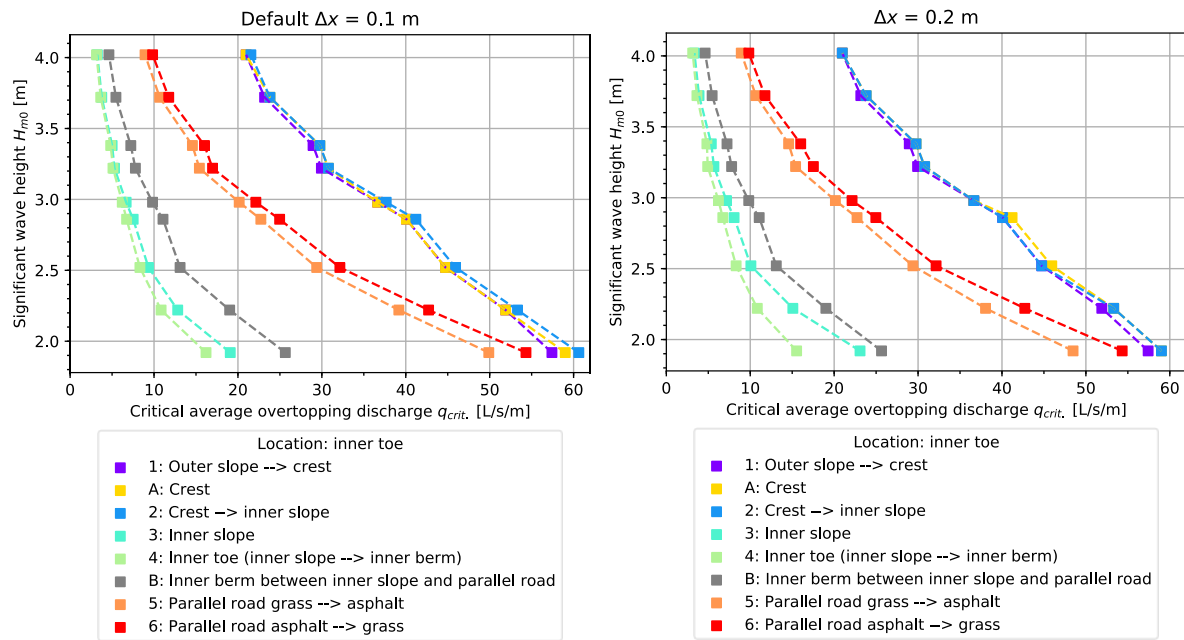 Default Δx = 0.1 m
4.0
3.5
3.0
2.5
2.0
Significant wave height Hm0 [m]
0 10 20 30 40 50 60
Critical average overtopping discharge qcrit. [L/s/m]
Location: inner toe
1: Outer slope --> crest
A: Crest
2: Crest —> inner slope
3: Inner slope
4: Inner toe (inner slope --> inner berm)
B: Inner berm between inner slope and parallel road
5: Parallel road grass --> asphalt
6: Parallel road asphalt --> grass
Δx = 0.2 m
4.0
3.5
3.0
2.5
2.0
Significant wave height Hm0 [m]
0 10 20 30 40 50 60
Critical average overtopping discharge qcrit. [L/s/m]
Location: inner toe
1: Outer slope --> crest
A: Crest
2: Crest —> inner slope
3: Inner slope
4: Inner toe (inner slope --> inner berm)
B: Inner berm between inner slope and parallel road
5: Parallel road grass --> asphalt
6: Parallel road asphalt —> grass